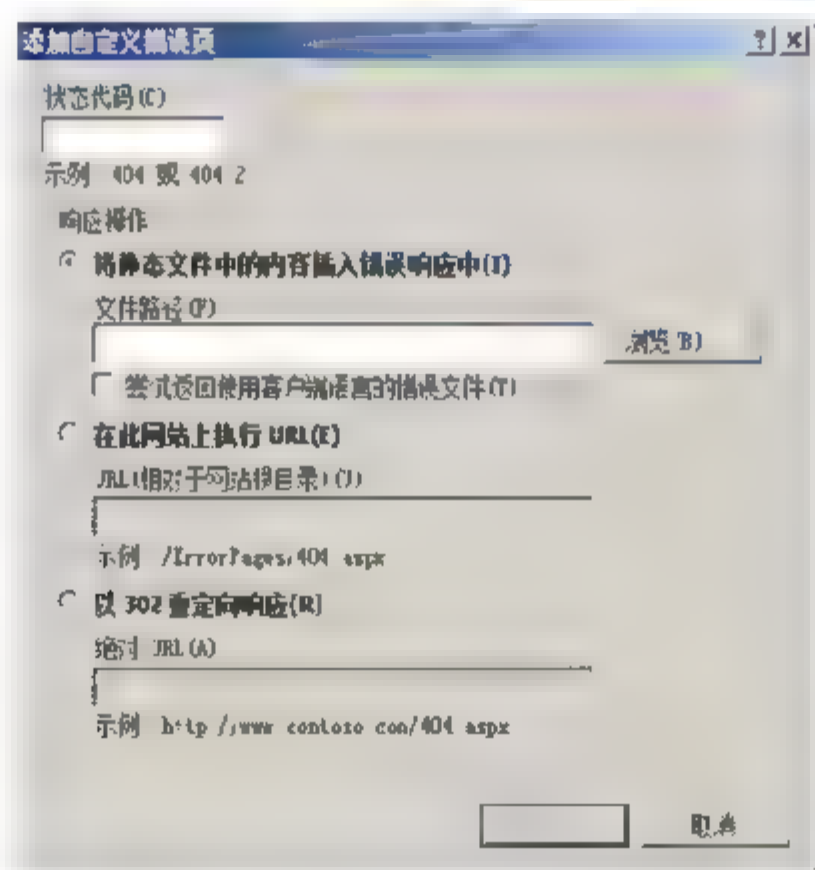 添加自定义错误页
状态代码(C)
示例 404 或 404 2
响应操作
将静态文件中的内容插入错误响应中(I)
文件路径(F)
浏览(B)
尝试返回使用客户端语言的错误文件(T)
在此网站上执行 URL(E)
URL(相对于网站根目录)(U)
示例 /ErrorPages/404 aspx
以 302 重定向响应(R)
绝对 URL(A)
示例 http //www contoso com/404 aspx
取消